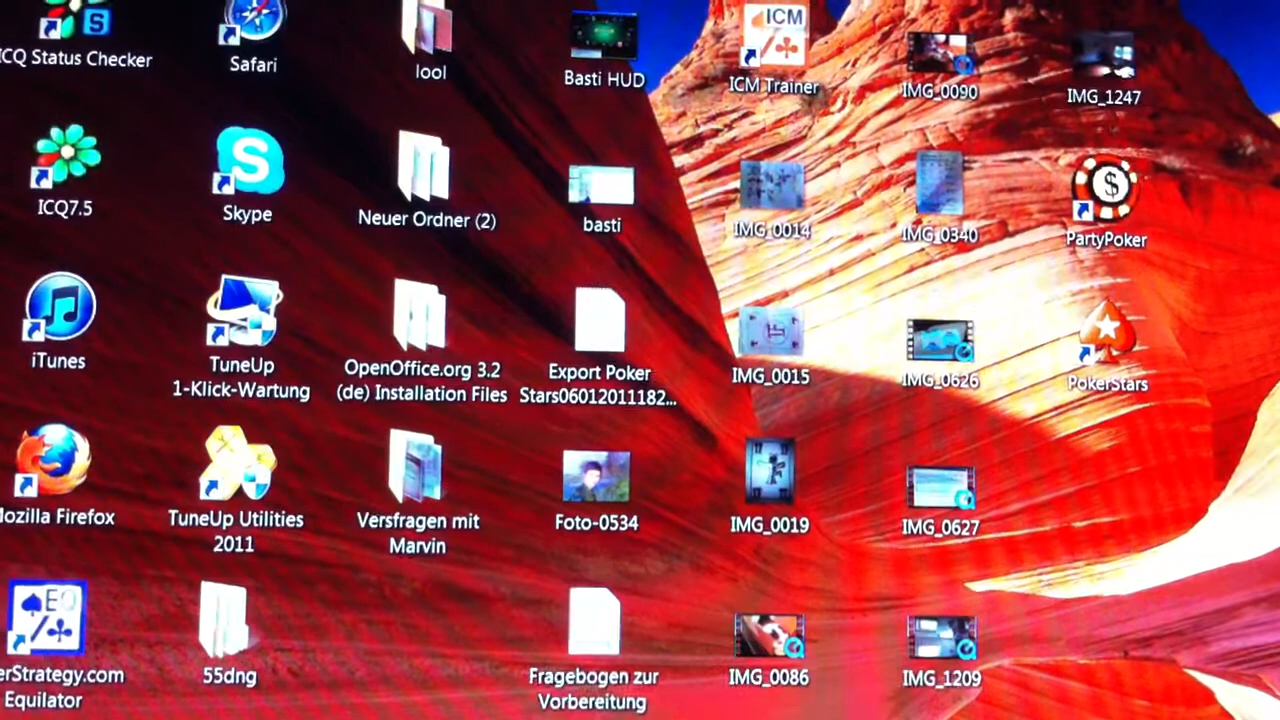 ICQ Status Checker
Safari
lool
Basti HUD
ICM
ICM Trainer
IMG_0090
IMG_1247
S
ICQ7.5
Skype
Neuer Ordner (2)
basti
IMG_0014
IMG_0340
$
PartyPoker
S
iTunes
TuneUp
1-Klick-Wartung
OpenOffice.org 3.2
(de) Installation Files
Export Poker
Stars06012011182...
IMG_0015
IMG_0626
PokerStars
Mozilla Firefox
TuneUp Utilities
2011
Versfragen mit
Marvin
Foto-0534
IMG_0019
IMG_0627
EQ
erStrategy.com
Equilator
55dng
Fragebogen zur
Vorbereitung
IMG_0086
IMG_1209